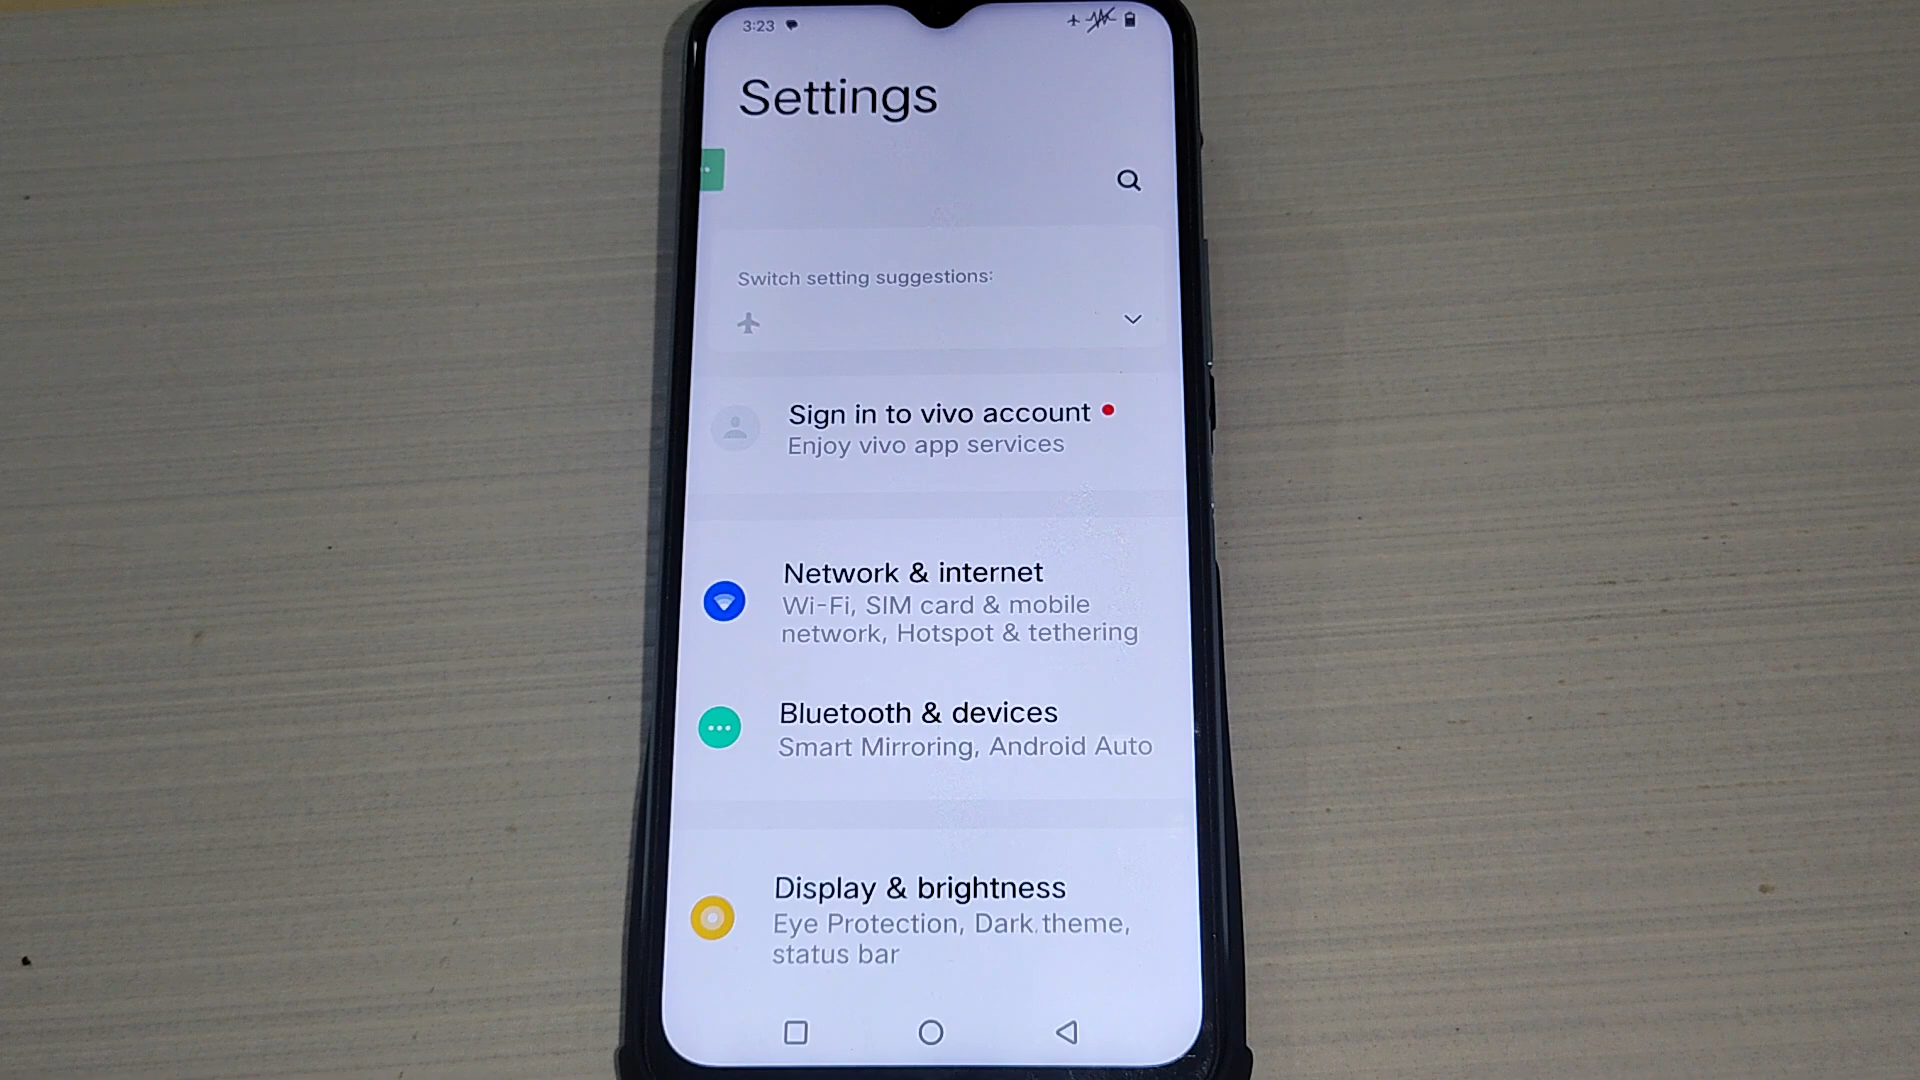 3:23
Settings
Switch setting suggestions:
Sign in to vivo account
Enjoy vivo app services
Network & internet
Wi-Fi, SIM card & mobile
network, Hotspot & tethering
Bluetooth & devices
Smart Mirroring, Android Auto
Display & brightness
Eye Protection, Dark theme,
status bar